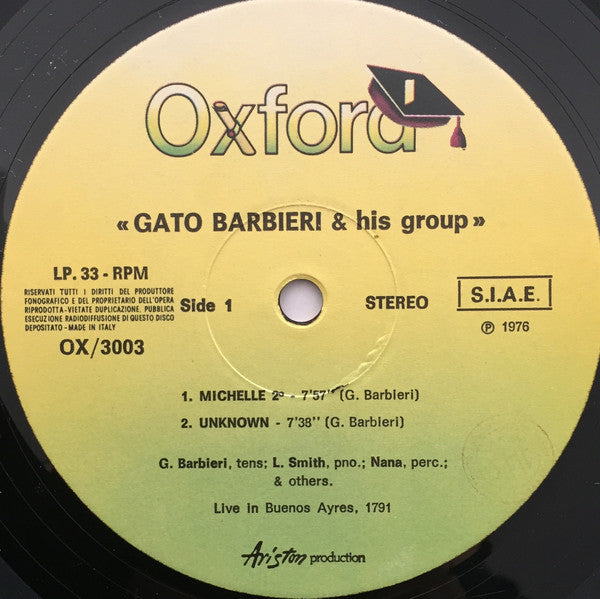 Oxford
«GATO BARBIERI & his group»
LP. 33 - RPM
RISERVATI TUTTI I DIRITTI DEL PRODUTTORE
FONOGRAFICO E DEL PROPRIETARIO DELL'OPERA
RIPRODOTTA - VIETATE DUPLICAZIONE, PUBBLICA
ESECUZIONE RADIODIFFUSIONE DI QUESTO DISCO
DEPOSITATO - MADE IN ITALY
OX/3003
Side 1
STEREO
S.I.A.E.
℗ 1976
1. MICHELLE 2º - 7'57'' (G. Barbieri)
2. UNKNOWN - 7'38'' (G. Barbieri)
G. Barbieri, tens; L. Smith, pno.; Nana, perc.;
& others.
Live in Buenos Ayres, 1791
Ariston production